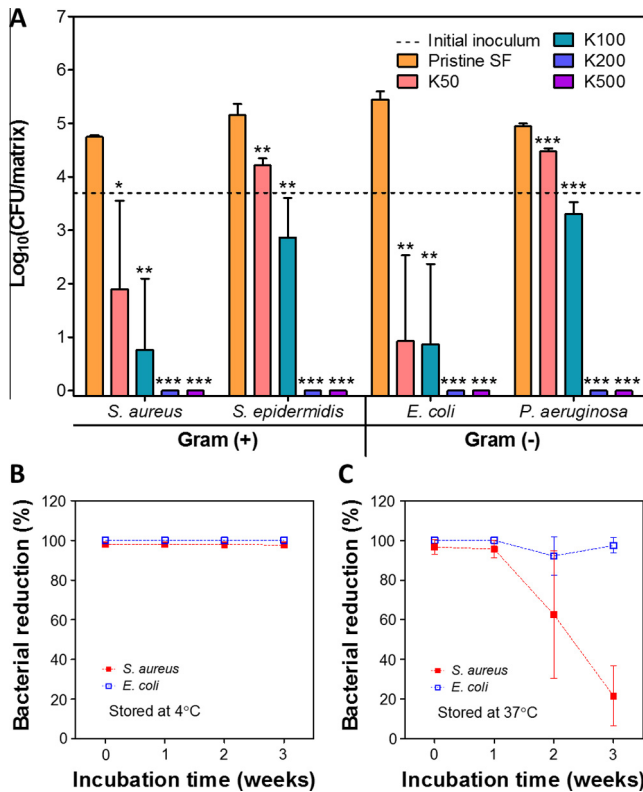 A
Log10(CFU/matrix)
7
6
5
4
3
2
1
0
Initial inoculum
Pristine SF
K50
K100
K200
K500
* ** *** ***
** ** *** ***
** ** *** ***
*** *** *** ***
S. aureus S. epidermidis E. coli P. aeruginosa
Gram (+) Gram (-)
B
Bacterial reduction (%)
120
100
80
60
40
20
0
S. aureus
E. coli
Stored at 4°C
0 1 2 3
Incubation time (weeks)
C
Bacterial reduction (%)
120
100
80
60
40
20
0
S. aureus
E. coli
Stored at 37°C
0 1 2 3
Incubation time (weeks)